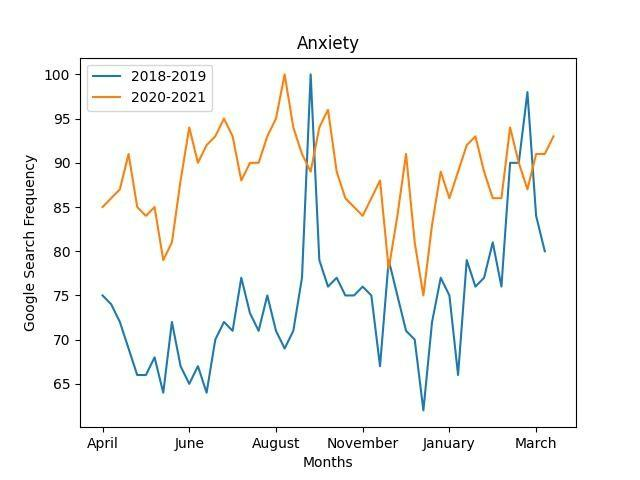 Anxiety
2018-2019
2020-2021
100
95
90
85
80
75
70
65
Google Search Frequency
April June August November January March
Months